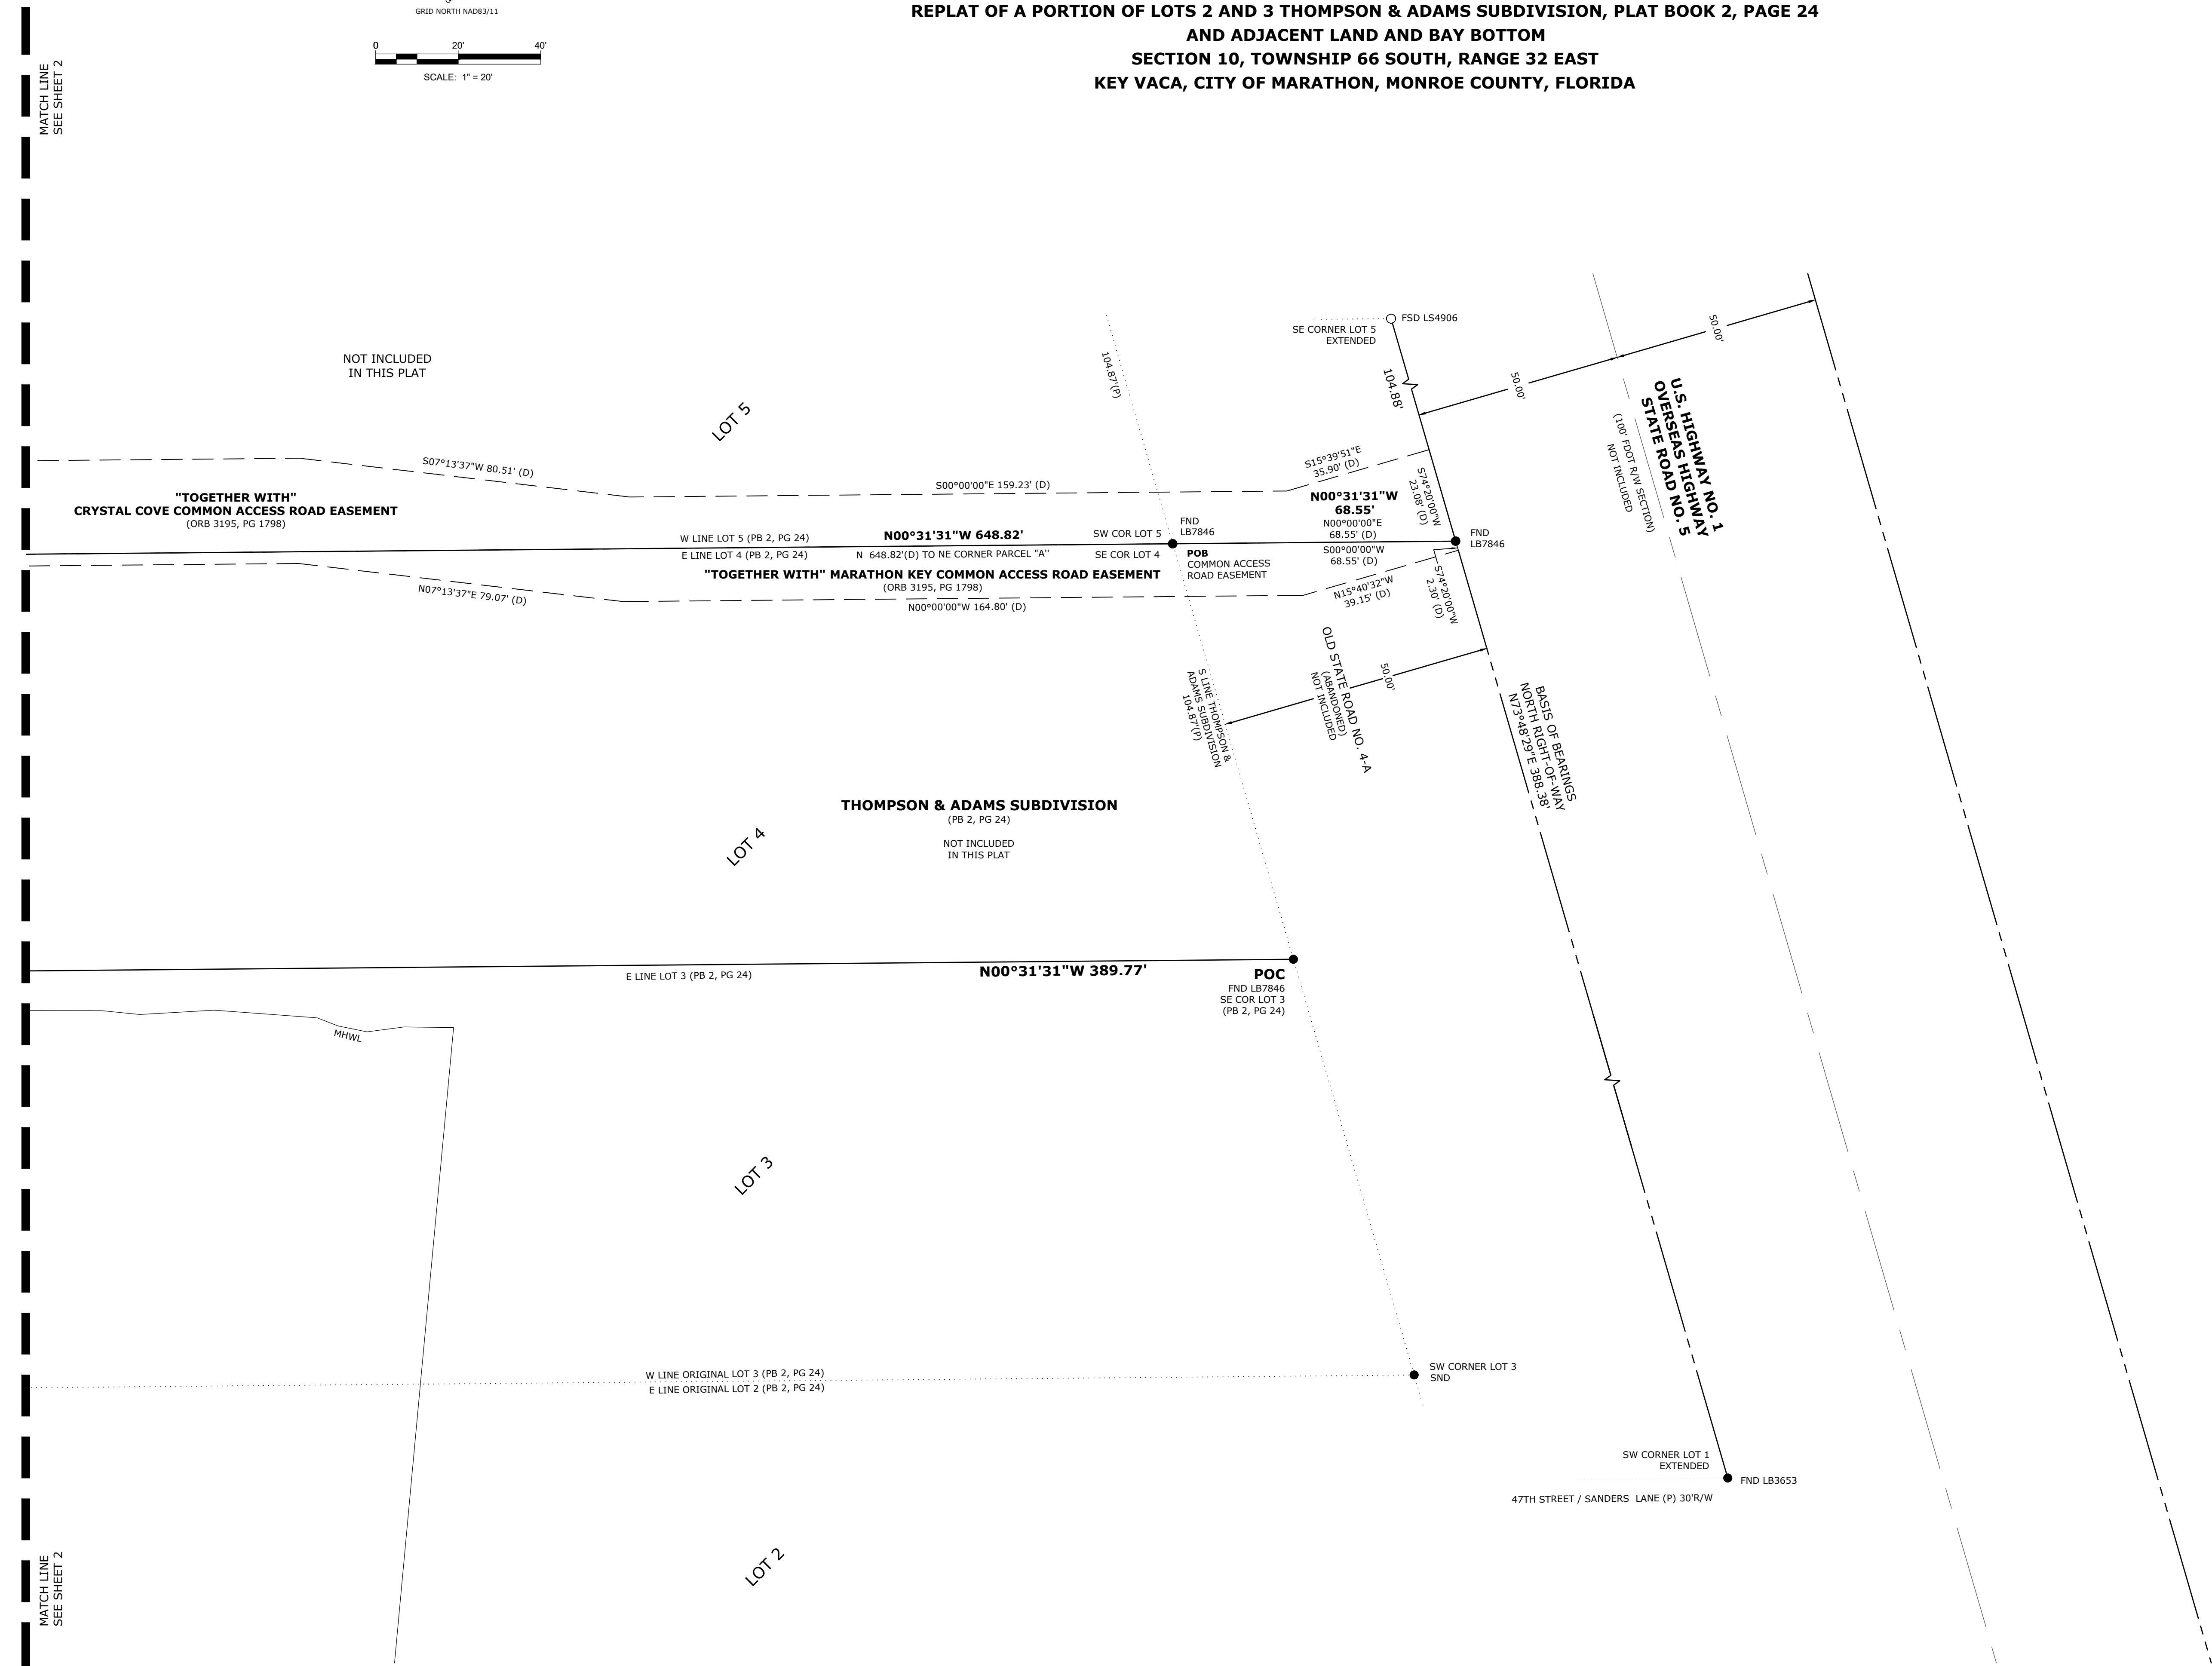 GRID NORTH NAD83/11
0 20' 40'
SCALE: 1" = 20'
REPLAT OF A PORTION OF LOTS 2 AND 3 THOMPSON & ADAMS SUBDIVISION, PLAT BOOK 2, PAGE 24
AND ADJACENT LAND AND BAY BOTTOM
SECTION 10, TOWNSHIP 66 SOUTH, RANGE 32 EAST
KEY VACA, CITY OF MARATHON, MONROE COUNTY, FLORIDA
MATCH LINE
SEE SHEET 2
NOT INCLUDED
IN THIS PLAT
LOT 5
104.87'(P)
SE CORNER LOT 5
EXTENDED
FSD LS4906
104.88'
50.00'
50.00'
U.S. HIGHWAY NO. 1
OVERSEAS HIGHWAY
STATE ROAD NO. 5
(100' FDOT R/W SECTION)
NOT INCLUDED
S07°13'37"W 80.51' (D)
S00°00'00"E 159.23' (D)
S15°39'51"E
35.90' (D)
S74°20'00"W
23.08' (D)
"TOGETHER WITH"
CRYSTAL COVE COMMON ACCESS ROAD EASEMENT
(ORB 3195, PG 1798)
W LINE LOT 5 (PB 2, PG 24)
E LINE LOT 4 (PB 2, PG 24)
N00°31'31"W 648.82'
N  648.82'(D) TO NE CORNER PARCEL "A"
SW COR LOT 5
SE COR LOT 4
FND
LB7846
POB
COMMON ACCESS
ROAD EASEMENT
N00°31'31"W
68.55'
N00°00'00"E
68.55' (D)
S00°00'00"W
68.55' (D)
FND
LB7846
"TOGETHER WITH" MARATHON KEY COMMON ACCESS ROAD EASEMENT
(ORB 3195, PG 1798)
N07°13'37"E 79.07' (D)
N00°00'00"W 164.80' (D)
N15°40'32"W
39.15' (D)
S74°20'00"W
2.30' (D)
OLD STATE ROAD NO. 4-A
(ABANDONED)
NOT INCLUDED
50.00'
S LINE THOMPSON &
ADAMS SUBDIVISION
104.87'(P)
BASIS OF BEARINGS
NORTH RIGHT-OF-WAY
N73°48'29"E 388.38'
THOMPSON & ADAMS SUBDIVISION
(PB 2, PG 24)
NOT INCLUDED
IN THIS PLAT
LOT 4
E LINE LOT 3 (PB 2, PG 24)
N00°31'31"W 389.77'
POC
FND LB7846
SE COR LOT 3
(PB 2, PG 24)
MHWL
LOT 3
W LINE ORIGINAL LOT 3 (PB 2, PG 24)
E LINE ORIGINAL LOT 2 (PB 2, PG 24)
SW CORNER LOT 3
SND
SW CORNER LOT 1
EXTENDED
FND LB3653
47TH STREET / SANDERS  LANE (P) 30'R/W
LOT 2
MATCH LINE
SEE SHEET 2